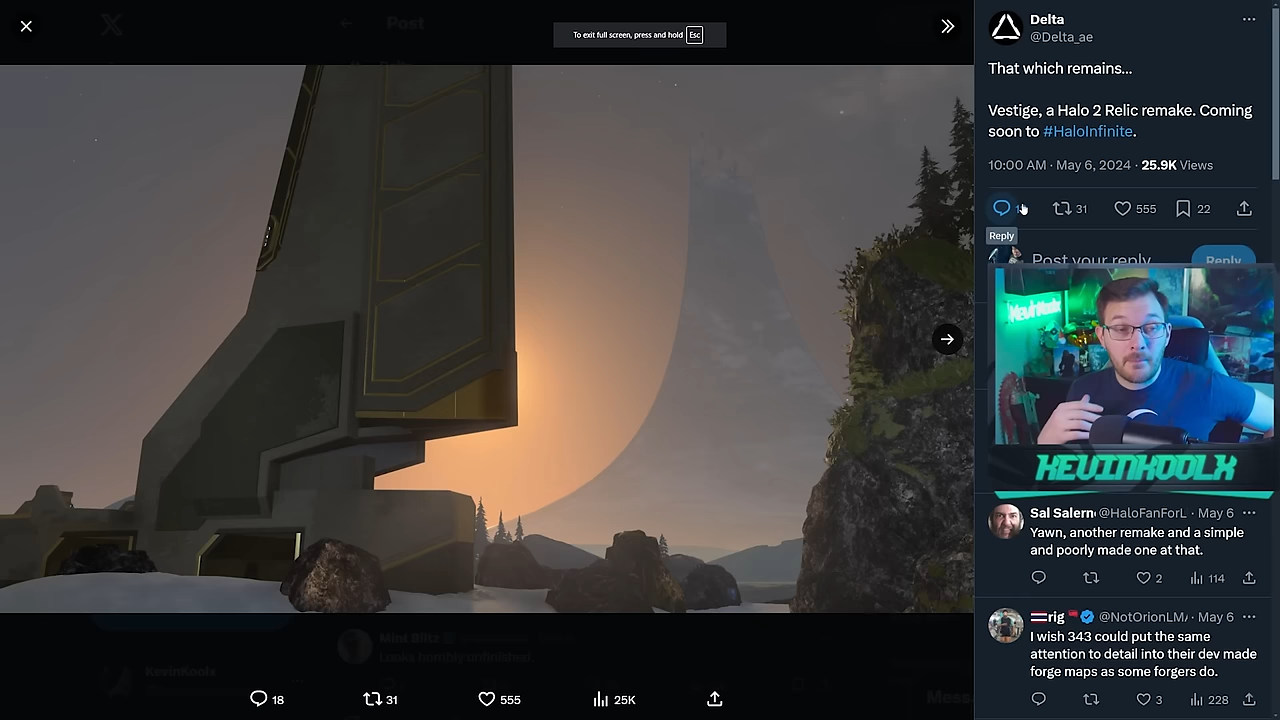 Post
To exit full screen, press and hold Esc
Delta
@Delta_ae
That which remains...
Vestige, a Halo 2 Relic remake. Coming
soon to #HaloInfinite.
10:00 AM · May 6, 2024 · 25.9K Views
31 555 22
Reply
Post your reply
Reply
KEVINKOOLX
Sal Salern @HaloFanForL · May 6
Yawn, another remake and a simple
and poorly made one at that.
2 114
rig @NotOrionLM · May 6
I wish 343 could put the same
attention to detail into their dev made
forge maps as some forgers do.
3 228
Mint Blitz
Looks horribly unfinished.
KevinKools
Mess
18 31 555 25K